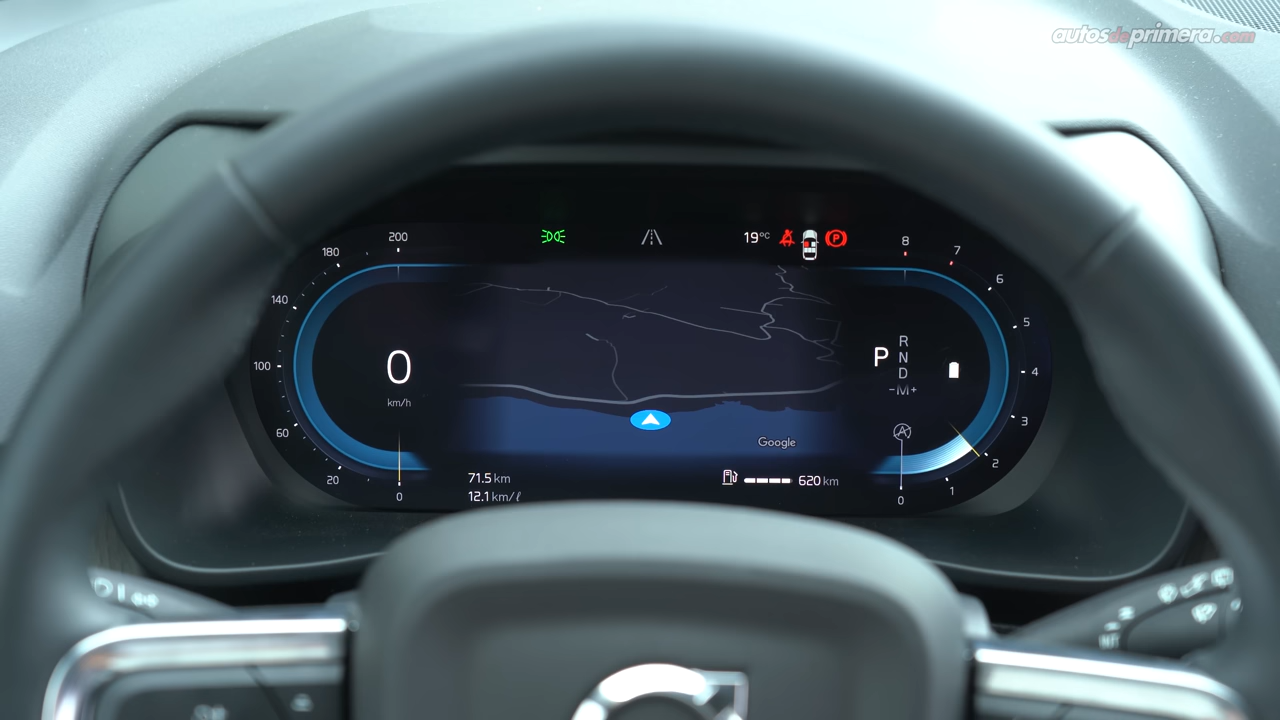 autosdeprimera.com
200
180
140
100
60
20
0
19°C
P
8
7
6
5
4
3
2
1
0
0
km/h
P
R
N
D
-M+
A
Google
71.5 km
12.1 km/ℓ
620 km